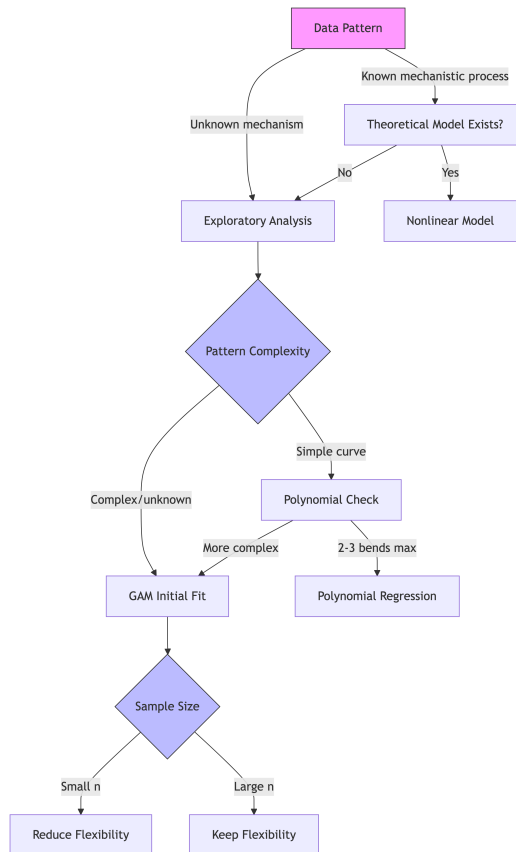 Data Pattern
Known mechanistic process
Unknown mechanism
Theoretical Model Exists?
No
Yes
Exploratory Analysis
Nonlinear Model
Pattern Complexity
Simple curve
Complex/unknown
Polynomial Check
More complex
2-3 bends max
GAM Initial Fit
Polynomial Regression
Sample Size
Small n
Large n
Reduce Flexibility
Keep Flexibility